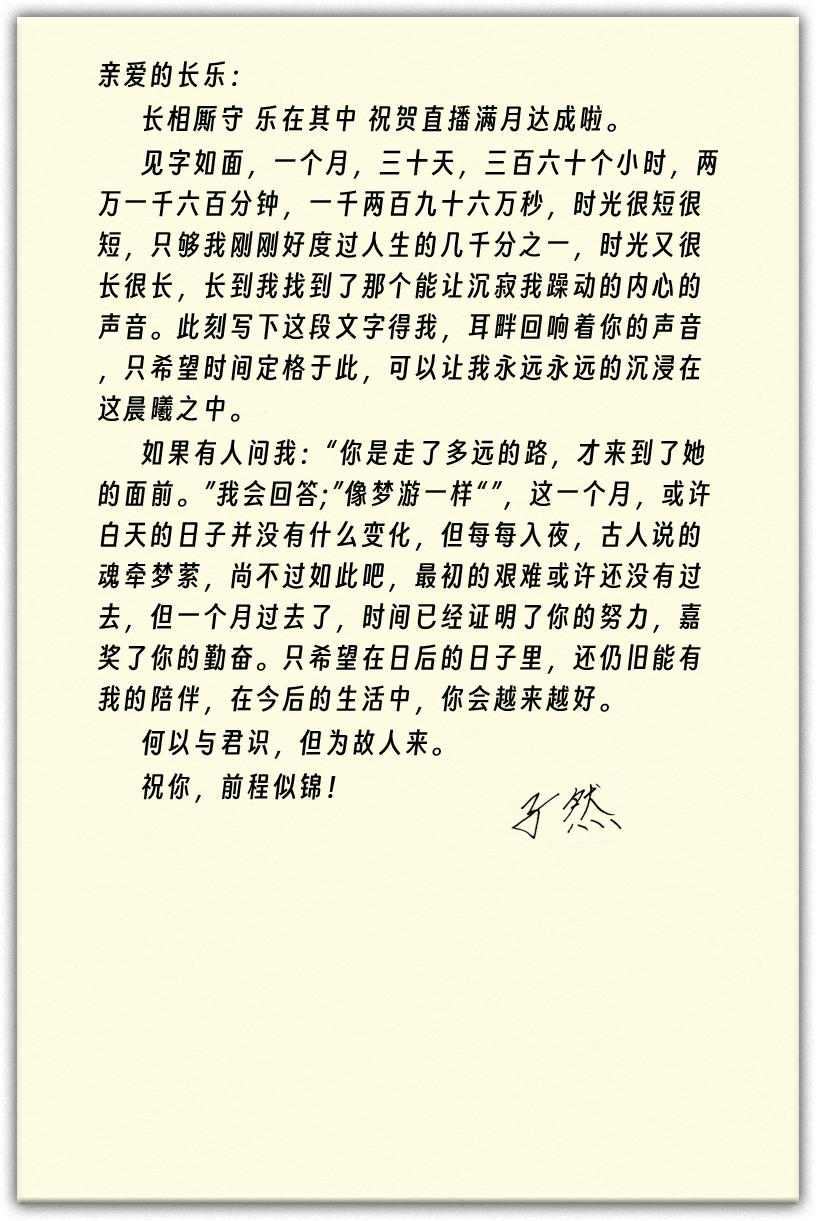 亲爱的长乐：
长相厮守 乐在其中 祝贺直播满月达成啦。
见字如面，一个月，三十天，三百六十个小时，两
万一千六百分钟，一千两百九十六万秒，时光很短很
短，只够我刚刚好度过人生的几千分之一，时光又很
长很长，长到我找到了那个能让沉寂我躁动的内心的
声音。此刻写下这段文字得我，耳畔回响着你的声音
，只希望时间定格于此，可以让我永远永远的沉浸在
这晨曦之中。
如果有人问我：“你是走了多远的路，才来到了她
的面前。”我会回答;”像梦游一样“”，这一个月，或许
白天的日子并没有什么变化，但每每入夜，古人说的
魂牵梦萦，尚不过如此吧，最初的艰难或许还没有过
去，但一个月过去了，时间已经证明了你的努力，嘉
奖了你的勤奋。只希望在日后的日子里，还仍旧能有
我的陪伴，在今后的生活中，你会越来越好。
何以与君识，但为故人来。
祝你，前程似锦！
孑然